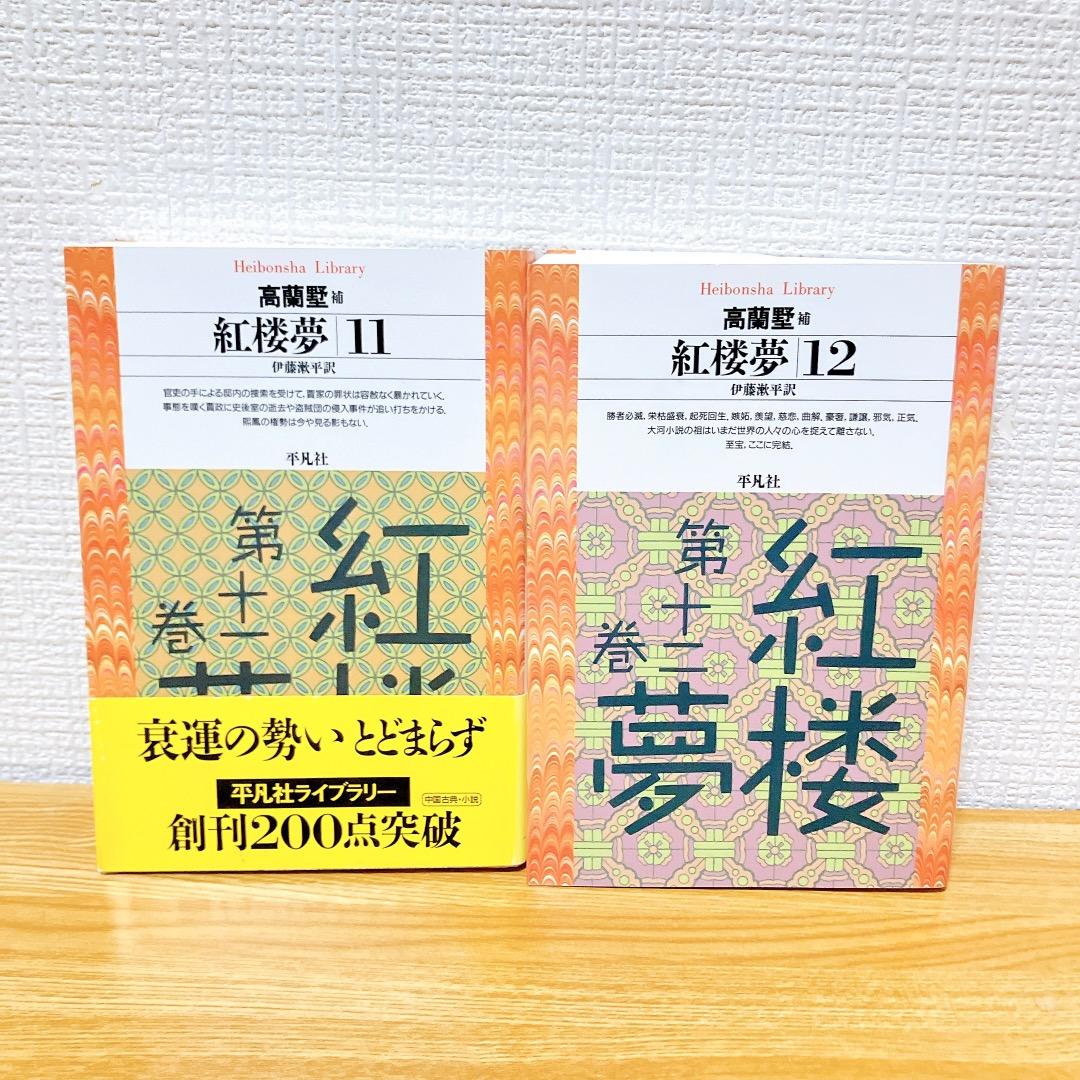 Heibonsha Library
高蘭墅補
紅楼夢 11
伊藤漱平訳
官吏の手による邸内の捜索を受けて、賈家の罪状は容赦なく暴かれていく。
事態を嘆く賈政に史後室の逝去や盗賊団の侵入事件が追い打ちをかける。
熙鳳の権勢は今や見る影もない。
平凡社
紅楼夢
第十一巻
衰運の勢いとどまらず
平凡社ライブラリー
中国古典・小説
創刊200点突破
Heibonsha Library
高蘭墅補
紅楼夢 12
伊藤漱平訳
勝者必滅、栄枯盛衰、起死回生、嫉妬、羨望、慈悲、曲解、豪奢、謙譲、邪気、正気。
大河小説の祖はいまだ世界の人々の心を捉えて離さない。
至宝、ここに完結。
平凡社
紅楼夢
第十二巻